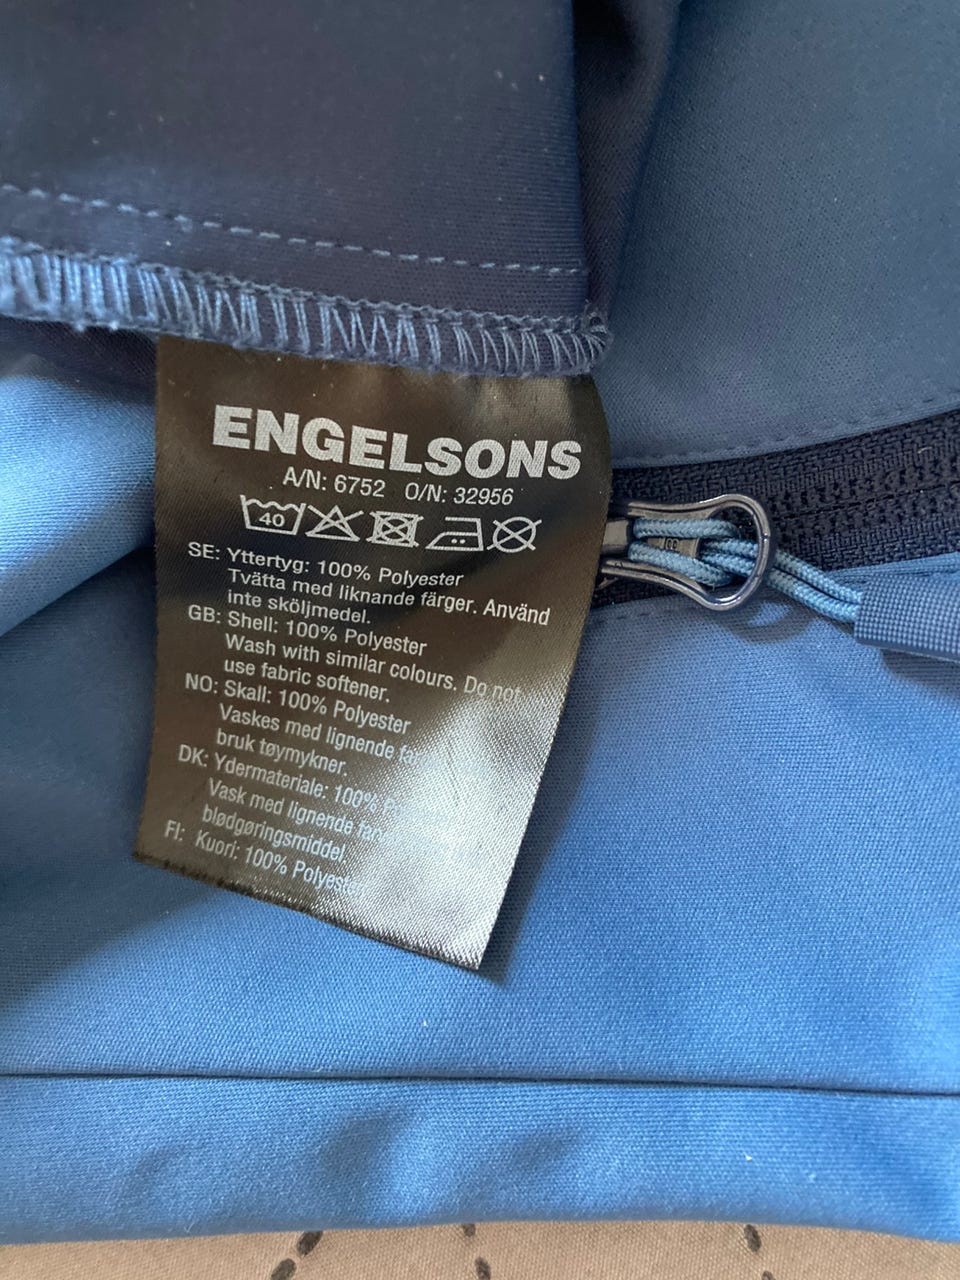 ENGELSONS
A/N: 6752 O/N: 32956
40
SE: Yttertyg: 100% Polyester
Tvätta med liknande färger. Använd
inte sköljmedel.
GB: Shell: 100% Polyester
Wash with similar colours. Do not
use fabric softener.
NO: Skall: 100% Polyester
Vaskes med lignende
bruk tøymykner.
DK: Ydermateriale: 100%
Vask med lignende
blødgøringsmiddel.
FI: Kuori: 100% Polyester